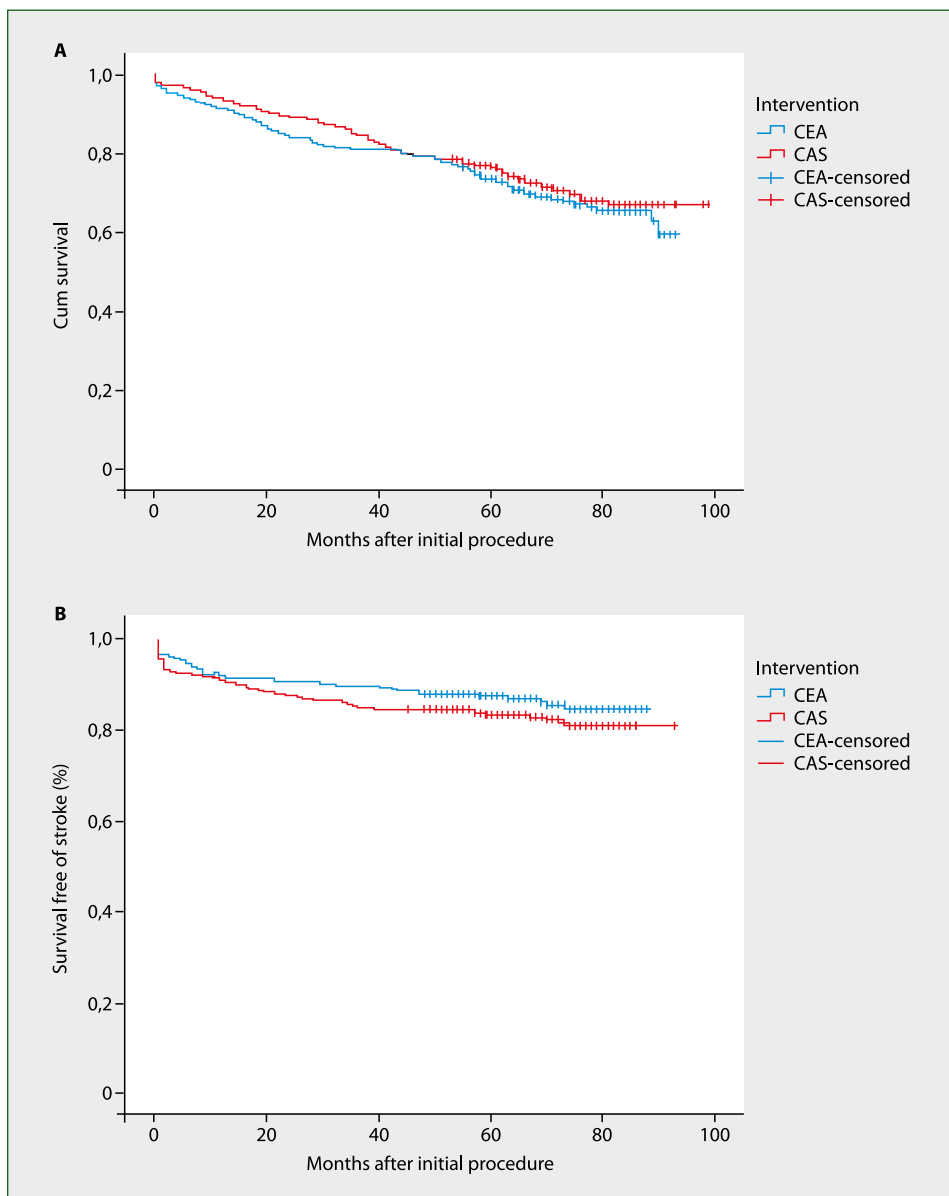 A
1,0
0,8
0,6
0,4
0,2
0
Cum survival
0 20 40 60 80 100
Months after initial procedure
Intervention
CEA
CAS
CEA-censored
CAS-censored
B
1,0
0,8
0,6
0,4
0,2
0
Survival free of stroke (%)
0 20 40 60 80 100
Months after initial procedure
Intervention
CEA
CAS
CEA-censored
CAS-censored